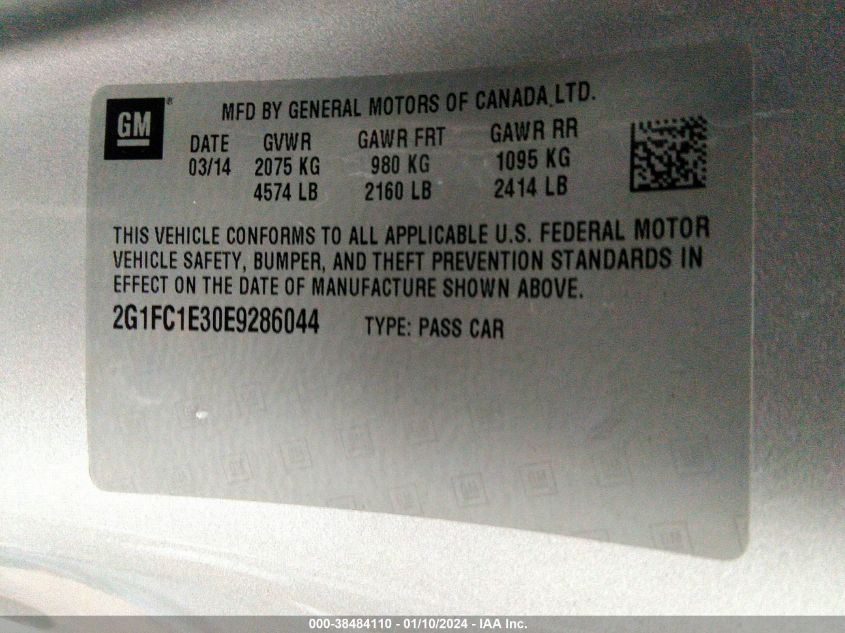 GM ®
MFD BY GENERAL MOTORS OF CANADA LTD.
DATE GVWR GAWR FRT GAWR RR
03/14 2075 KG 980 KG 1095 KG
4574 LB 2160 LB 2414 LB
THIS VEHICLE CONFORMS TO ALL APPLICABLE U.S. FEDERAL MOTOR
VEHICLE SAFETY, BUMPER, AND THEFT PREVENTION STANDARDS IN
EFFECT ON THE DATE OF MANUFACTURE SHOWN ABOVE.
2G1FC1E30E9286044 TYPE: PASS CAR
000-38484110 - 01/10/2024 - IAA Inc.